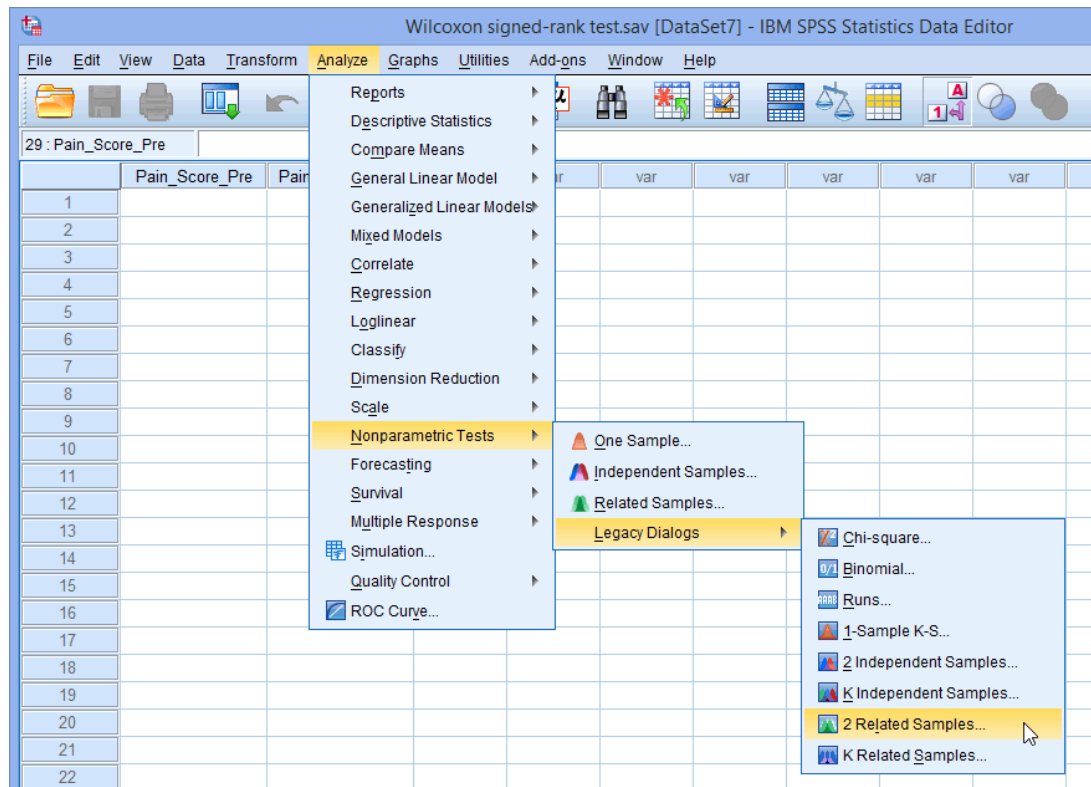 Wilcoxon signed-rank test.sav [DataSet7] - IBM SPSS Statistics Data Editor
File Edit View Data Transform Analyze Graphs Utilities Add-ons Window Help
29 : Pain_Score_Pre
Pain_Score_Pre Pain var var var var var
1
2
3
4
5
6
7
8
9
10
11
12
13
14
15
16
17
18
19
20
21
22
Reports
Descriptive Statistics
Compare Means
General Linear Model
Generalized Linear Models
Mixed Models
Correlate
Regression
Loglinear
Classify
Dimension Reduction
Scale
Nonparametric Tests
Forecasting
Survival
Multiple Response
Simulation...
Quality Control
ROC Curve...
One Sample...
Independent Samples...
Related Samples...
Legacy Dialogs
Chi-square...
Binomial...
Runs...
1-Sample K-S...
2 Independent Samples...
K Independent Samples...
2 Related Samples...
K Related Samples...